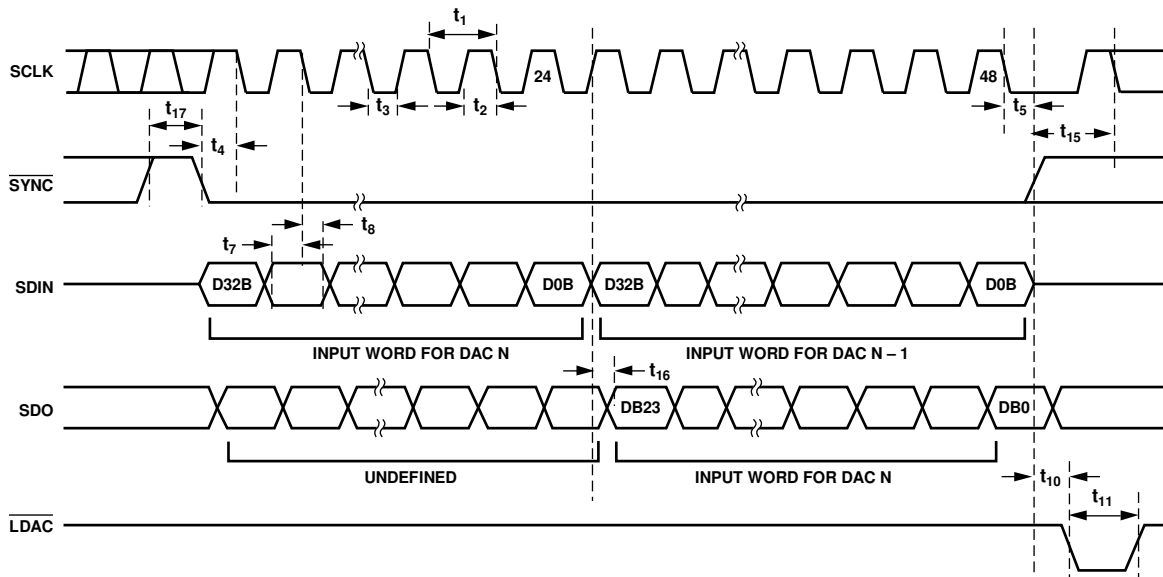 t1
SCLK
24
48
t3
t2
t5
t17
t4
t15
SYNC
t8
t7
SDIN
D32B
D0B
D32B
D0B
INPUT WORD FOR DAC N
INPUT WORD FOR DAC N – 1
t16
SDO
DB23
DB0
UNDEFINED
INPUT WORD FOR DAC N
t10
t11
LDAC